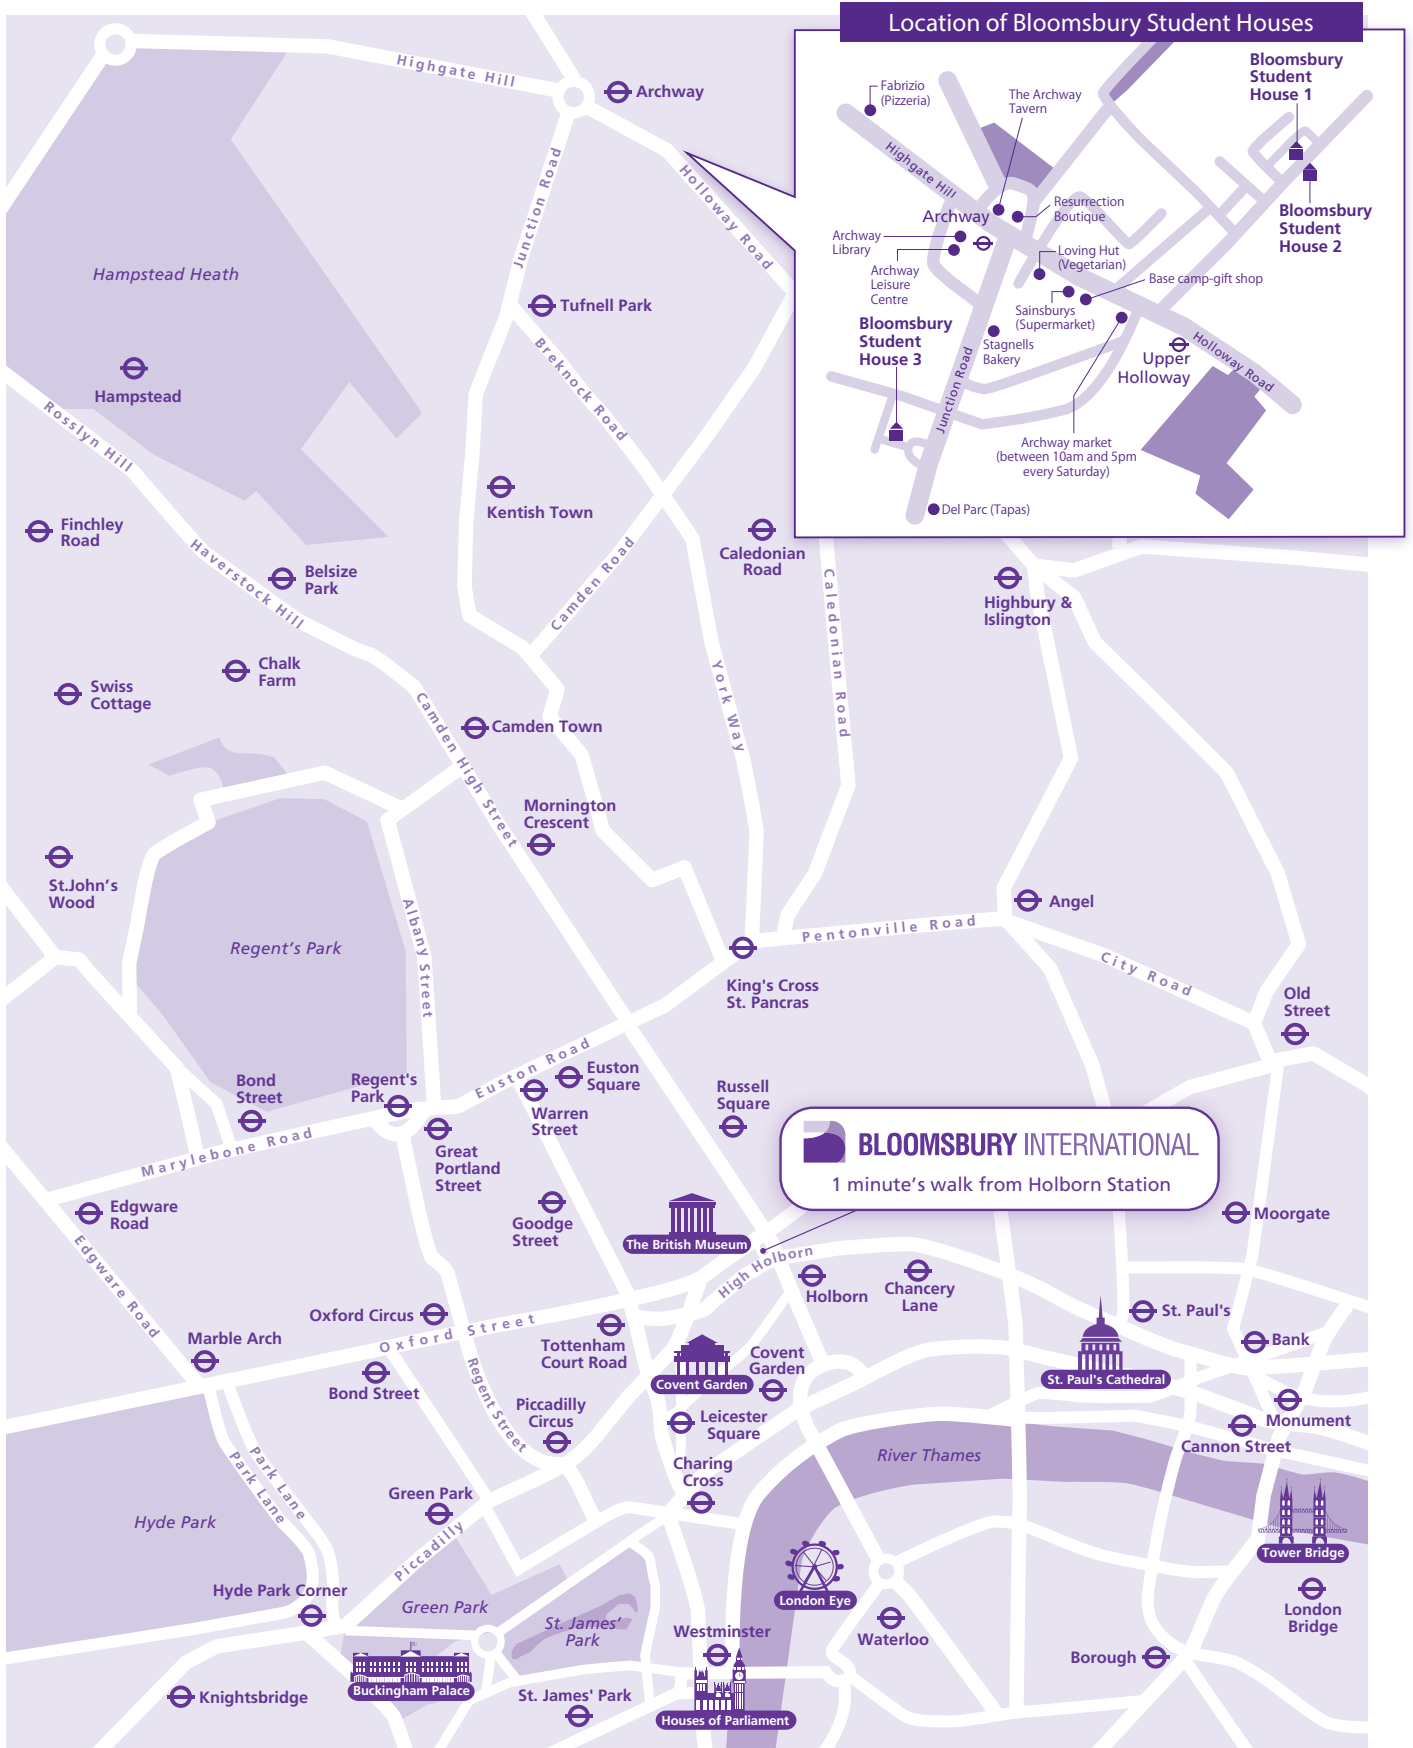 Location of Bloomsbury Student Houses
Bloomsbury
Student
House 1
Fabrizio
(Pizzeria)
The Archway
Tavern
Highgate Hill
Archway
Resurrection
Boutique
Bloomsbury
Student
House 2
Archway
Library
Archway
Leisure
Centre
Loving Hut
(Vegetarian)
Base camp-gift shop
Sainsburys
(Supermarket)
Bloomsbury
Student
House 3
Stagnells
Bakery
Junction Road
Upper
Holloway
Holloway Road
Archway market
(between 10am and 5pm
every Saturday)
Del Parc (Tapas)
Highgate Hill
Archway
Junction Road
Holloway Road
Hampstead Heath
Tufnell Park
Hampstead
Breknock Road
Rosslyn Hill
Kentish Town
Finchley
Road
Haverstock Hill
Belsize
Park
Camden Road
Caledonian
Road
Caledonian Road
Highbury &
Islington
Chalk
Farm
Swiss
Cottage
York Way
Camden High Street
Camden Town
Mornington
Crescent
St.John’s
Wood
Albany Street
Angel
Pentonville Road
Regent’s Park
King's Cross
St. Pancras
City Road
Old
Street
Euston Road
Euston
Square
Bond
Street
Regent's
Park
Warren
Street
Russell
Square
Marylebone Road
Great
Portland
Street
BLOOMSBURY INTERNATIONAL
1 minute’s walk from Holborn Station
Edgware
Road
Goodge
Street
The British Museum
Moorgate
Edgware Road
High Holborn
Holborn
Chancery
Lane
Oxford Circus
Oxford Street
St. Paul's
Marble Arch
Tottenham
Court Road
Covent
Garden
Bank
Bond Street
Regent Street
Covent Garden
St. Paul's Cathedral
Piccadilly
Circus
Leicester
Square
Monument
Cannon Street
Park Lane
Park Lane
River Thames
Charing
Cross
Green Park
Hyde Park
Piccadilly
Tower Bridge
Hyde Park Corner
Green Park
London Eye
St. James’
Park
Westminster
Waterloo
London
Bridge
Borough
Buckingham Palace
Knightsbridge
St. James' Park
Houses of Parliament